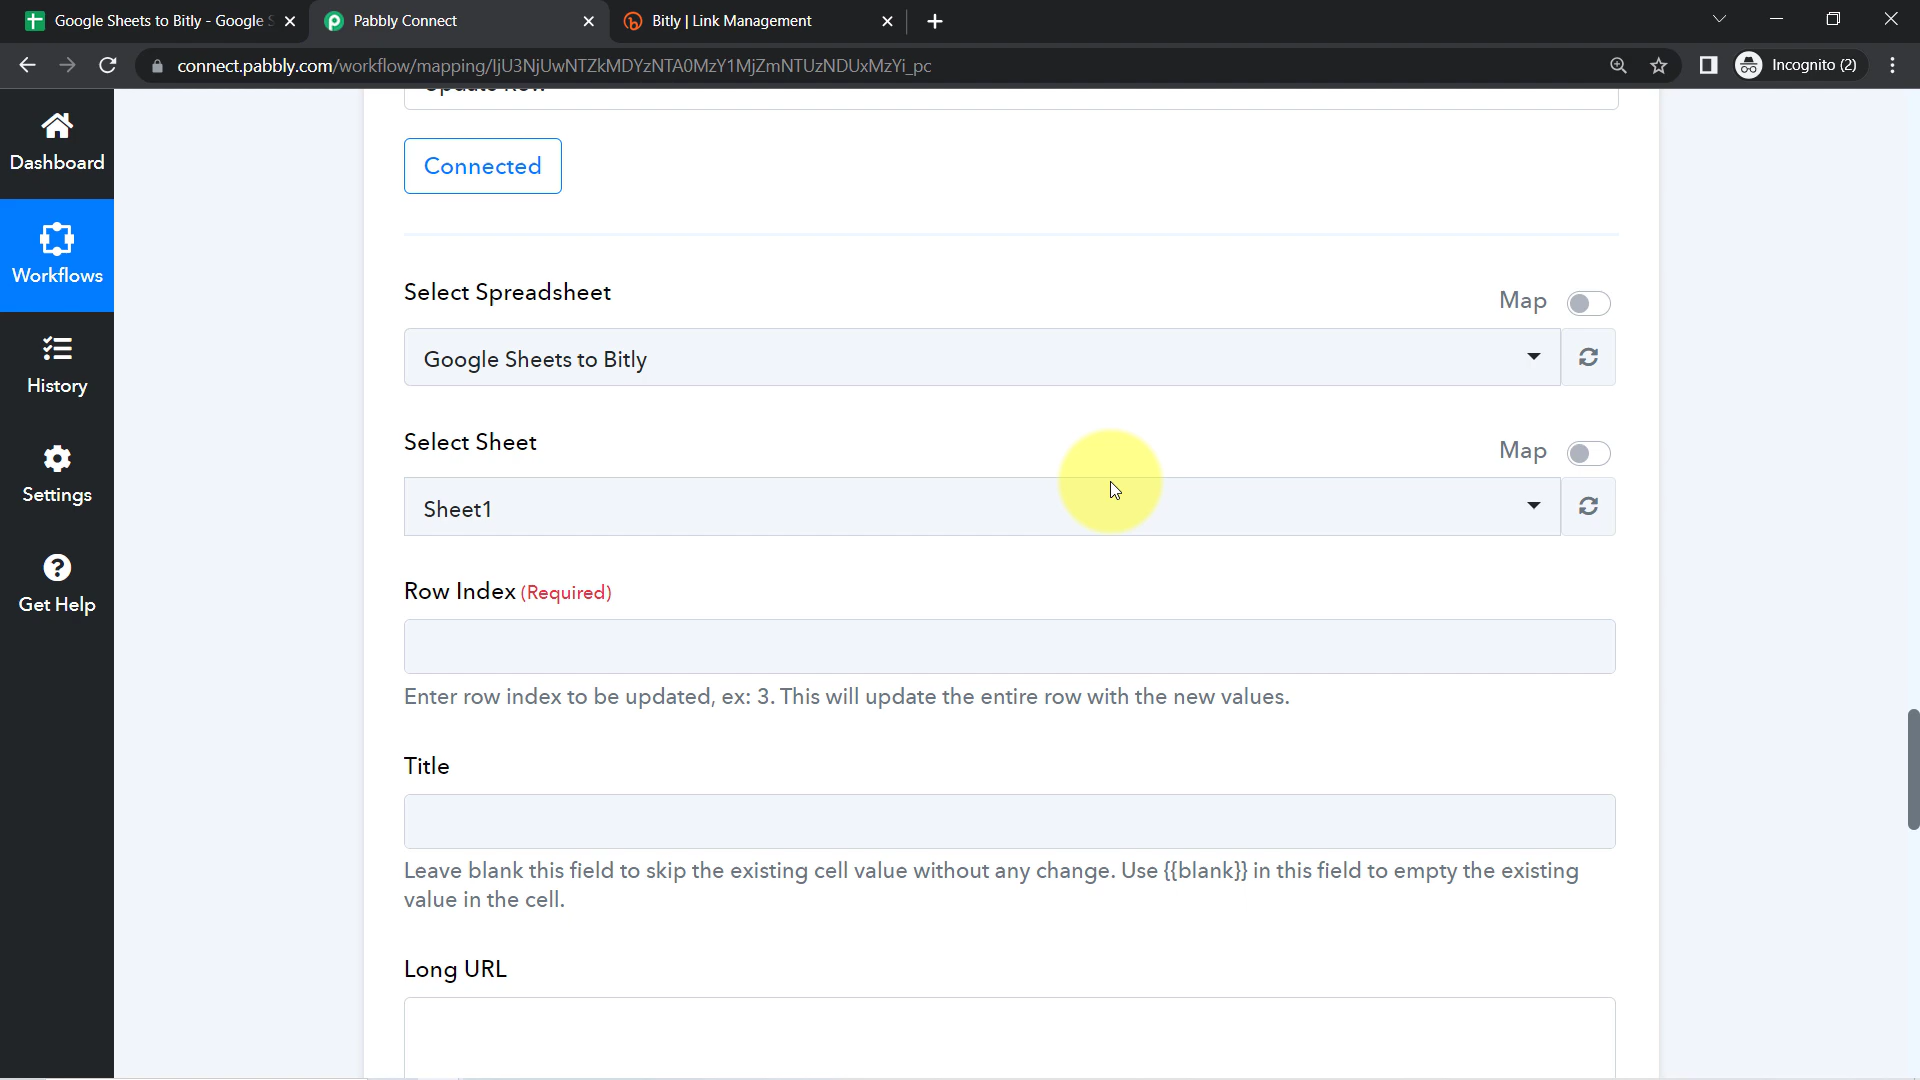 Google Sheets to Bitly - Google S
Pabbly Connect
Bitly | Link Management
connect.pabbly.com/workflow/mapping/IjU3NjUwNTZkMDYzNTA0MzY1MjZmNTUzNDUxMzYi_pc
Incognito (2)
Dashboard
Workflows
History
Settings
Get Help
Update Row
Connected
Select Spreadsheet
Map
Google Sheets to Bitly
Select Sheet
Map
Sheet1
Row Index (Required)
Enter row index to be updated, ex: 3. This will update the entire row with the new values.
Title
Leave blank this field to skip the existing cell value without any change. Use {{blank}} in this field to empty the existing
value in the cell.
Long URL